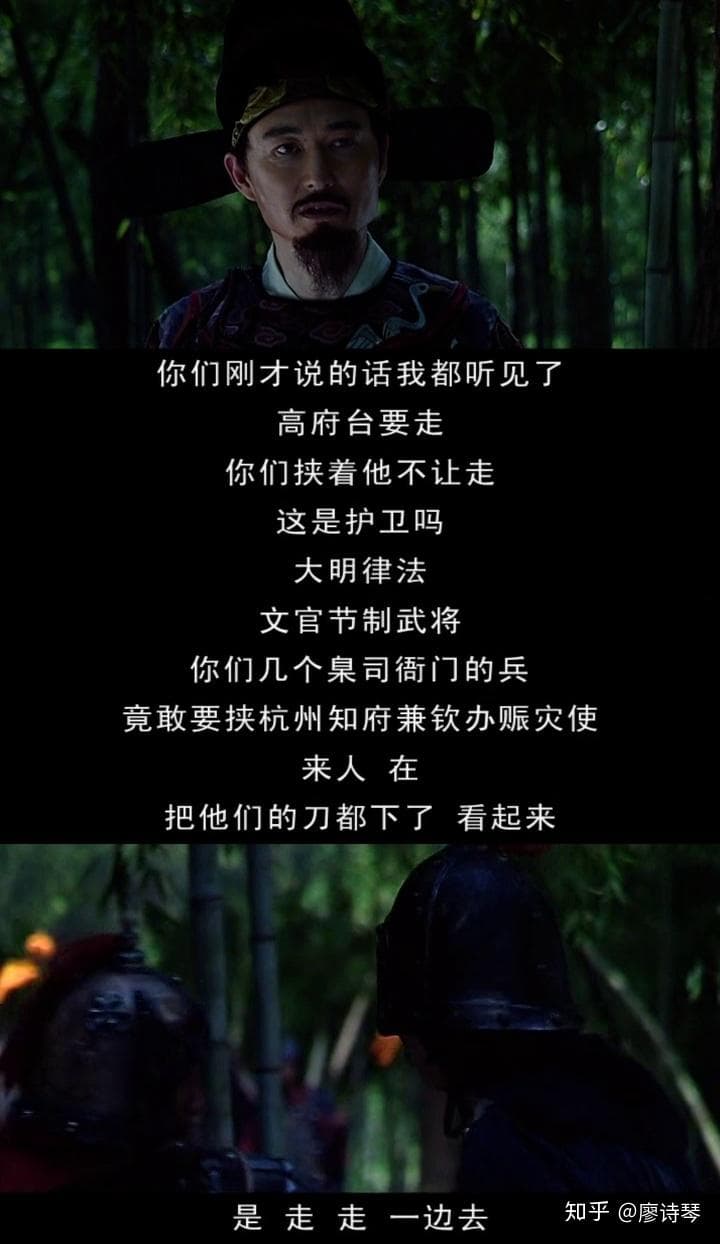 你们刚才说的话我都听见了
高府台要走
你们挟着他不让走
这是护卫吗
大明律法
文官节制武将
你们几个臬司衙门的兵
竟敢要挟杭州知府兼钦办赈灾使
来人 在
把他们的刀都下了 看起来
是 走 走 一边去
知乎 @廖诗琴